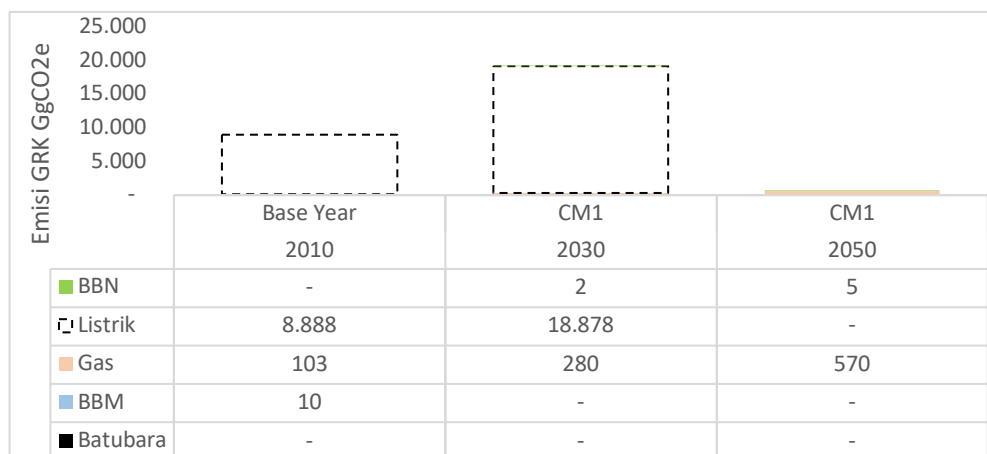 Emisi GRK GgCO2e
25.000
20.000
15.000
10.000
5.000
-
Base Year CM1 CM1
2010 2030 2050
BBN - 2 5
Listrik 8.888 18.878 -
Gas 103 280 570
BBM 10 - -
Batubara - - -